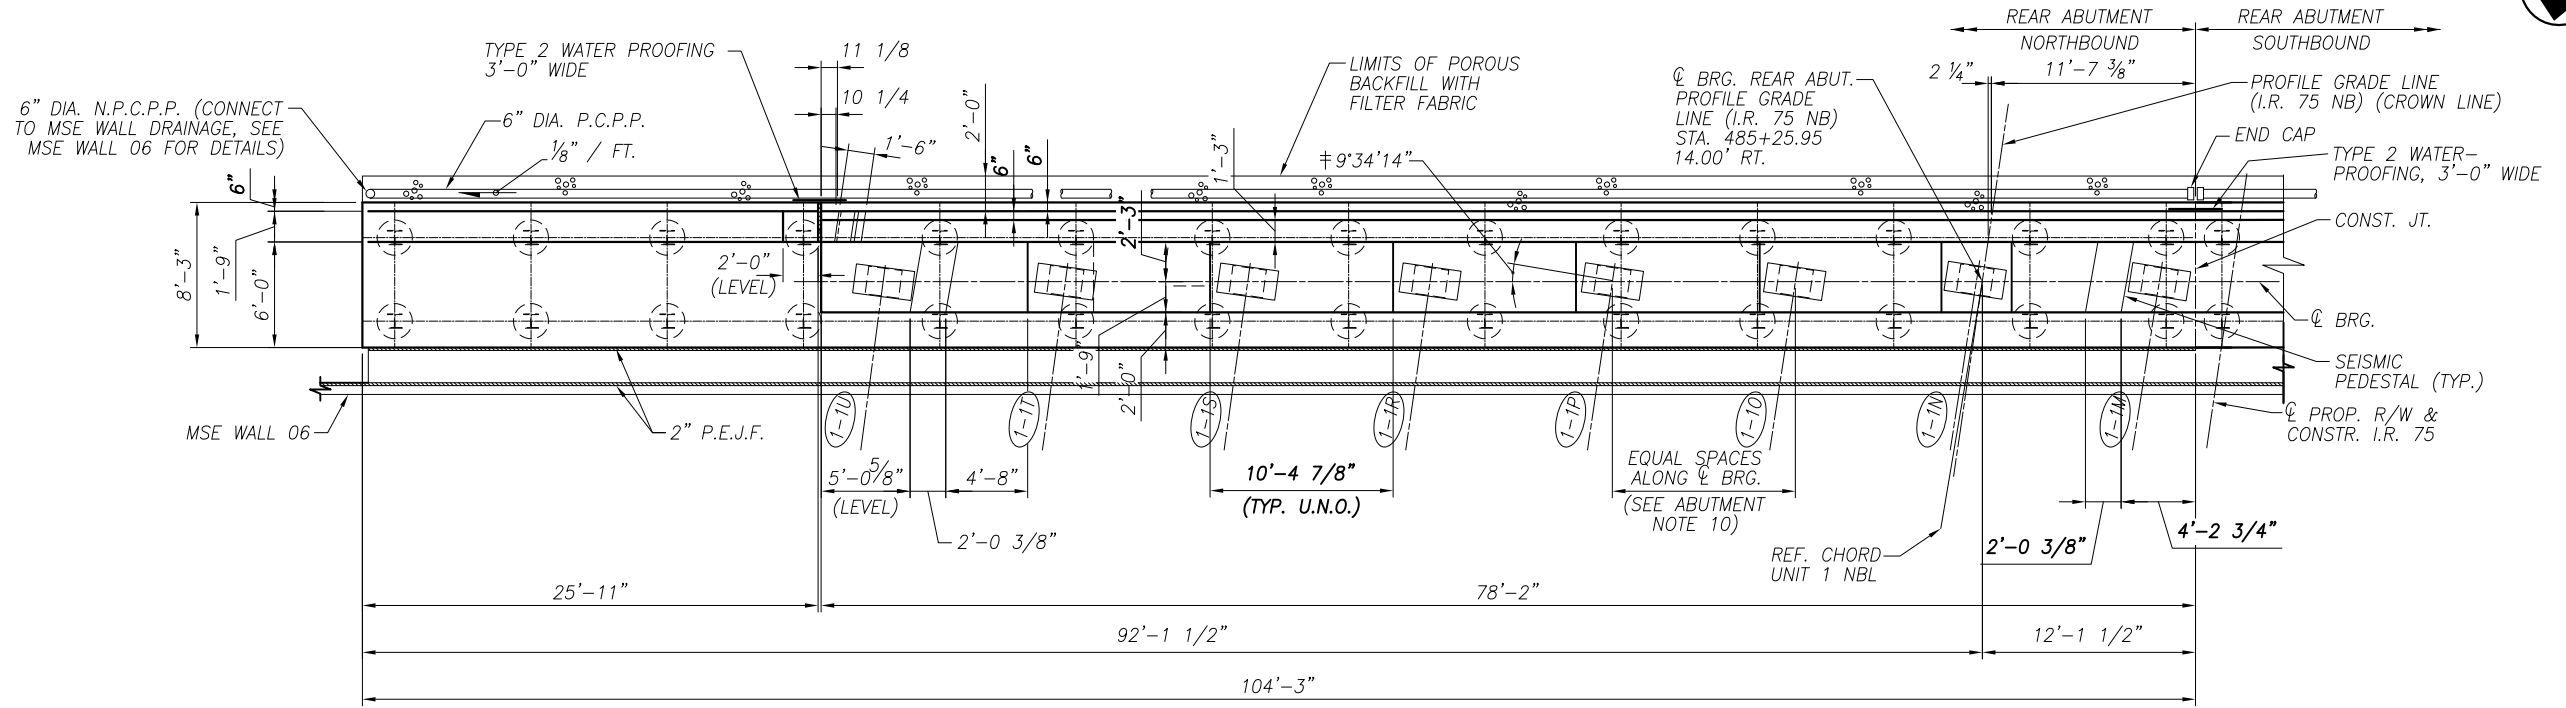 REAR ABUTMENT
NORTHBOUND
REAR ABUTMENT
SOUTHBOUND
TYPE 2 WATER PROOFING
3'-0" WIDE
11 1/8
10 1/4
1'-6"
2'-0"
6"
6"
LIMITS OF POROUS
BACKFILL WITH
FILTER FABRIC
1'-3"
ǂ 9°34'14"
℄ BRG. REAR ABUT.
PROFILE GRADE
LINE (I.R. 75 NB)
STA. 485+25.95
14.00' RT.
2 ¼"
11'-7 ⅜"
PROFILE GRADE LINE
(I.R. 75 NB) (CROWN LINE)
END CAP
TYPE 2 WATER-
PROOFING, 3'-0" WIDE
CONST. JT.
6" DIA. N.P.C.P.P. (CONNECT
TO MSE WALL DRAINAGE, SEE
MSE WALL 06 FOR DETAILS)
6" DIA. P.C.P.P.
⅛" / FT.
6"
8'-3"
1'-9"
6'-0"
2'-0"
(LEVEL)
2'-3"
1'-9"
2'-0"
℄ BRG.
SEISMIC
PEDESTAL (TYP.)
℄ PROP. R/W &
CONSTR. I.R. 75
MSE WALL 06
2" P.E.J.F.
1-1U
1-1T
1-1S
1-1R
1-1P
1-1O
1-1N
1-1M
5'-0 5/8"
(LEVEL)
4'-8"
2'-0 3/8"
10'-4 7/8"
(TYP. U.N.O.)
EQUAL SPACES
ALONG ℄ BRG.
(SEE ABUTMENT
NOTE 10)
REF. CHORD
UNIT 1 NBL
2'-0 3/8"
4'-2 3/4"
25'-11"
78'-2"
92'-1 1/2"
12'-1 1/2"
104'-3"